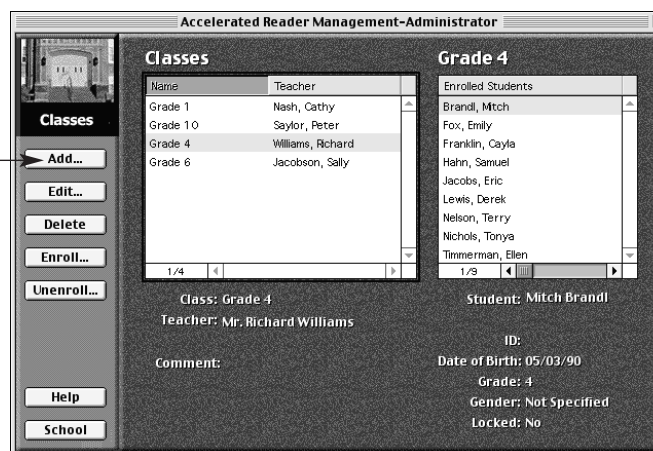 Accelerated Reader Management-Administrator
Classes
Add...
Edit...
Delete
Enroll...
Unenroll...
Help
School
Classes
Name Teacher
Grade 1 Nash, Cathy
Grade 10 Saylor, Peter
Grade 4 Williams, Richard
Grade 6 Jacobson, Sally
1/4
Class: Grade 4
Teacher: Mr. Richard Williams
Comment:
Grade 4
Enrolled Students
Brandl, Mitch
Fox, Emily
Franklin, Cayla
Hahn, Samuel
Jacobs, Eric
Lewis, Derek
Nelson, Terry
Nichols, Tonya
Timmerman, Ellen
1/9
Student: Mitch Brandl
ID:
Date of Birth: 05/03/90
Grade: 4
Gender: Not Specified
Locked: No